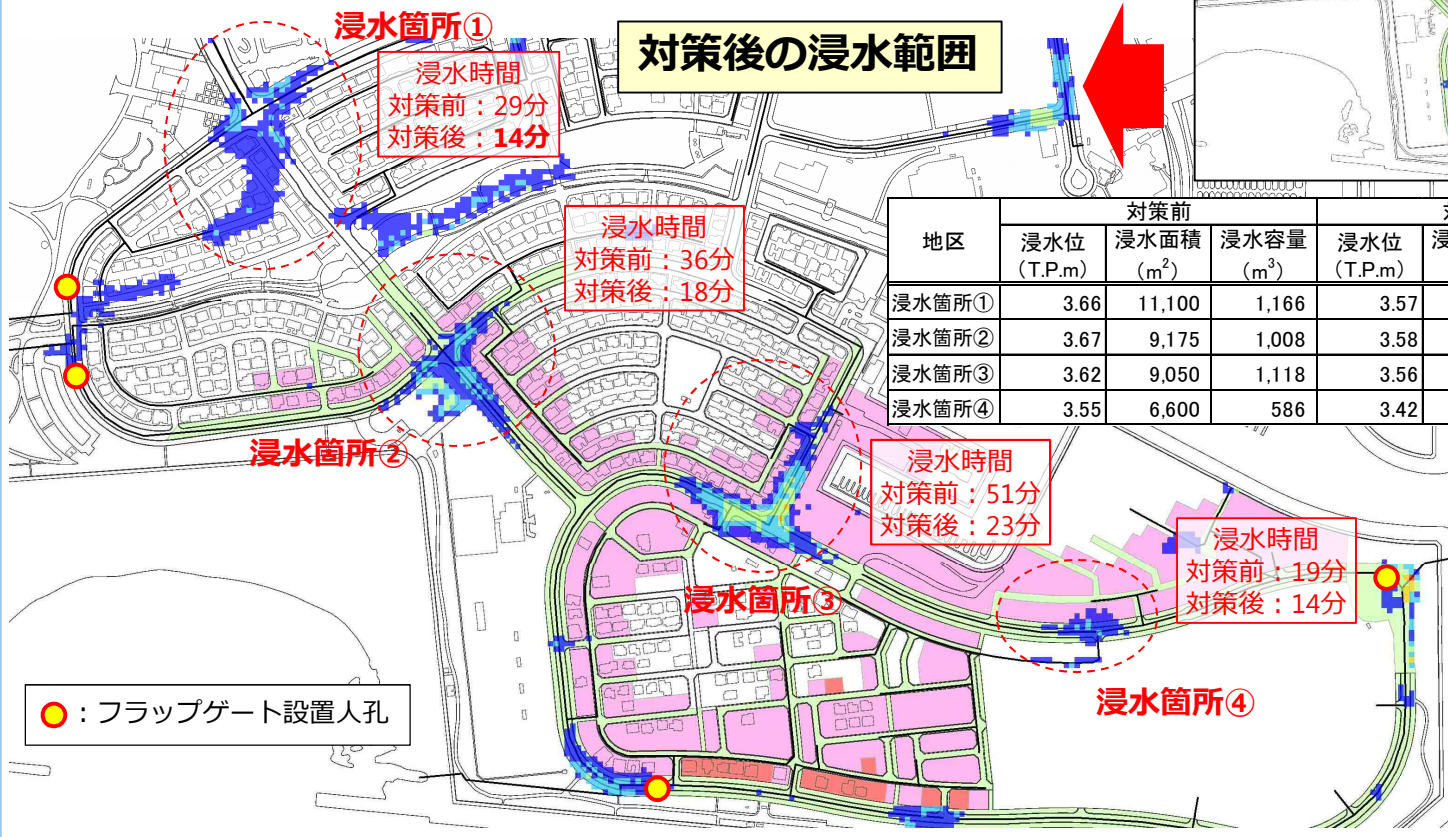 浸水箇所①
対策後の浸水範囲
浸水時間
対策前：29分
対策後：14分
浸水時間
対策前：36分
対策後：18分
地区 対策前
浸水位 浸水面積 浸水容量 浸水位
（T.P.m） （m²） （m³） （T.P.m）
浸水箇所① 3.66 11,100 1,166 3.57
浸水箇所② 3.67 9,175 1,008 3.58
浸水箇所③ 3.62 9,050 1,118 3.56
浸水箇所④ 3.55 6,600 586 3.42
浸水箇所②
浸水時間
対策前：51分
対策後：23分
浸水時間
対策前：19分
対策後：14分
浸水箇所③
浸水箇所④
：フラップゲート設置人孔